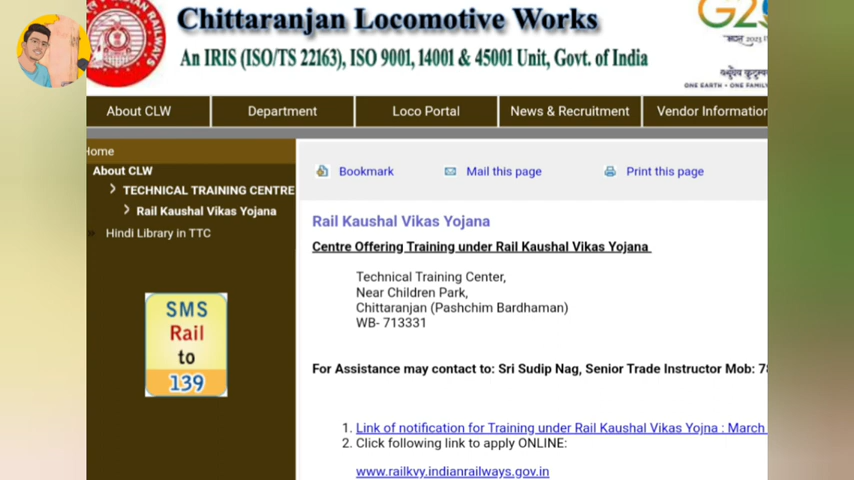 Chittaranjan Locomotive Works
An IRIS (ISO/TS 22163), ISO 9001, 14001 & 45001 Unit, Govt. of India
ONE EARTH • ONE FAMILY
About CLW
Department
Loco Portal
News & Recruitment
Vendor Information
Home
About CLW
TECHNICAL TRAINING CENTRE
Rail Kaushal Vikas Yojana
Hindi Library in TTC
SMS
Rail
to
139
Bookmark
Mail this page
Print this page
Rail Kaushal Vikas Yojana
Centre Offering Training under Rail Kaushal Vikas Yojana
Technical Training Center,
Near Children Park,
Chittaranjan (Pashchim Bardhaman)
WB- 713331
For Assistance may contact to: Sri Sudip Nag, Senior Trade Instructor Mob: 7
1. Link of notification for Training under Rail Kaushal Vikas Yojna : March
2. Click following link to apply ONLINE:
www.railkvy.indianrailways.gov.in